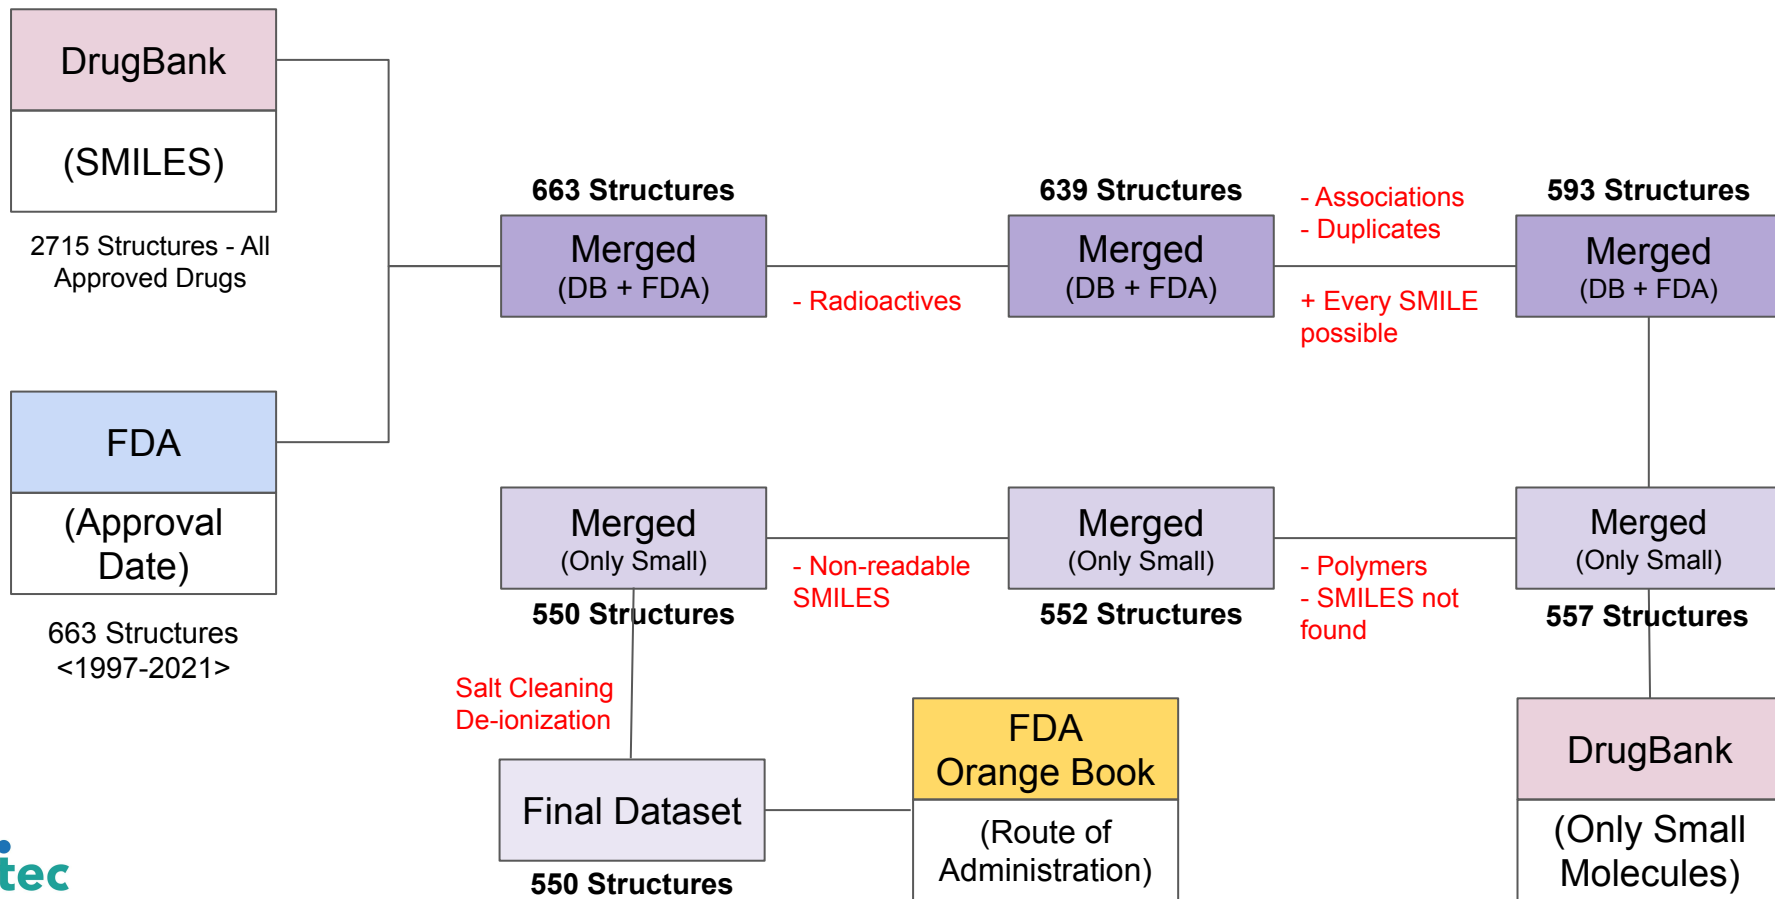 DrugBank
(SMILES)
2715 Structures - All
Approved Drugs
FDA
(Approval
Date)
663 Structures
<1997-2021>
663 Structures
Merged
(DB + FDA)
- Radioactives
639 Structures
Merged
(DB + FDA)
- Associations
- Duplicates
+ Every SMILE
possible
593 Structures
Merged
(DB + FDA)
Merged
(Only Small)
557 Structures
DrugBank
(Only Small
Molecules)
- Polymers
- SMILES not
found
Merged
(Only Small)
552 Structures
- Non-readable
SMILES
Merged
(Only Small)
550 Structures
Salt Cleaning
De-ionization
Final Dataset
550 Structures
FDA
Orange Book
(Route of
Administration)
tec